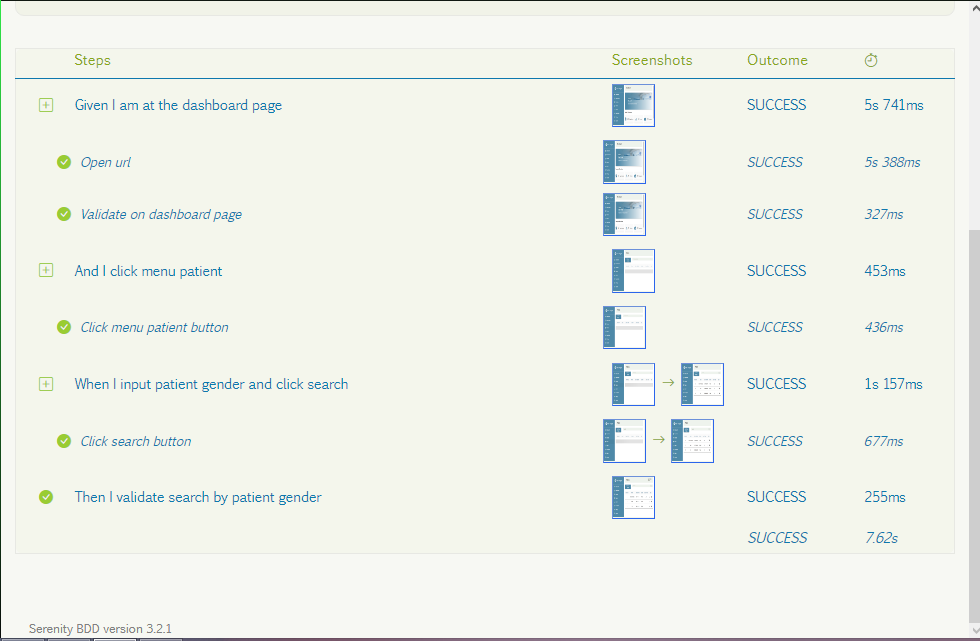 Steps Screenshots Outcome
Given I am at the dashboard page SUCCESS 5s 741ms
Open url SUCCESS 5s 388ms
Validate on dashboard page SUCCESS 327ms
And I click menu patient SUCCESS 453ms
Click menu patient button SUCCESS 436ms
When I input patient gender and click search SUCCESS 1s 157ms
Click search button SUCCESS 677ms
Then I validate search by patient gender SUCCESS 255ms
SUCCESS 7.62s
Serenity BDD version 3.2.1